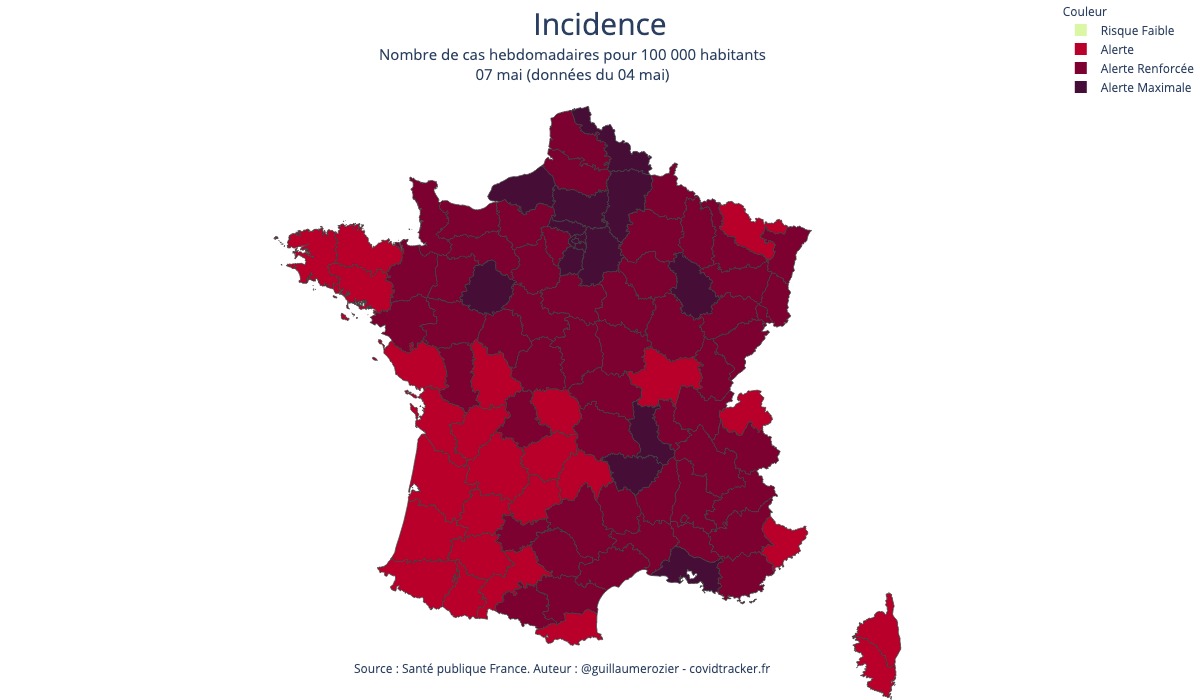 Incidence
Nombre de cas hebdomadaires pour 100 000 habitants
07 mai (données du 04 mai)
Couleur
Risque Faible
Alerte
Alerte Renforcée
Alerte Maximale
Source : Santé publique France. Auteur : @guillaumerozier - covidtracker.fr